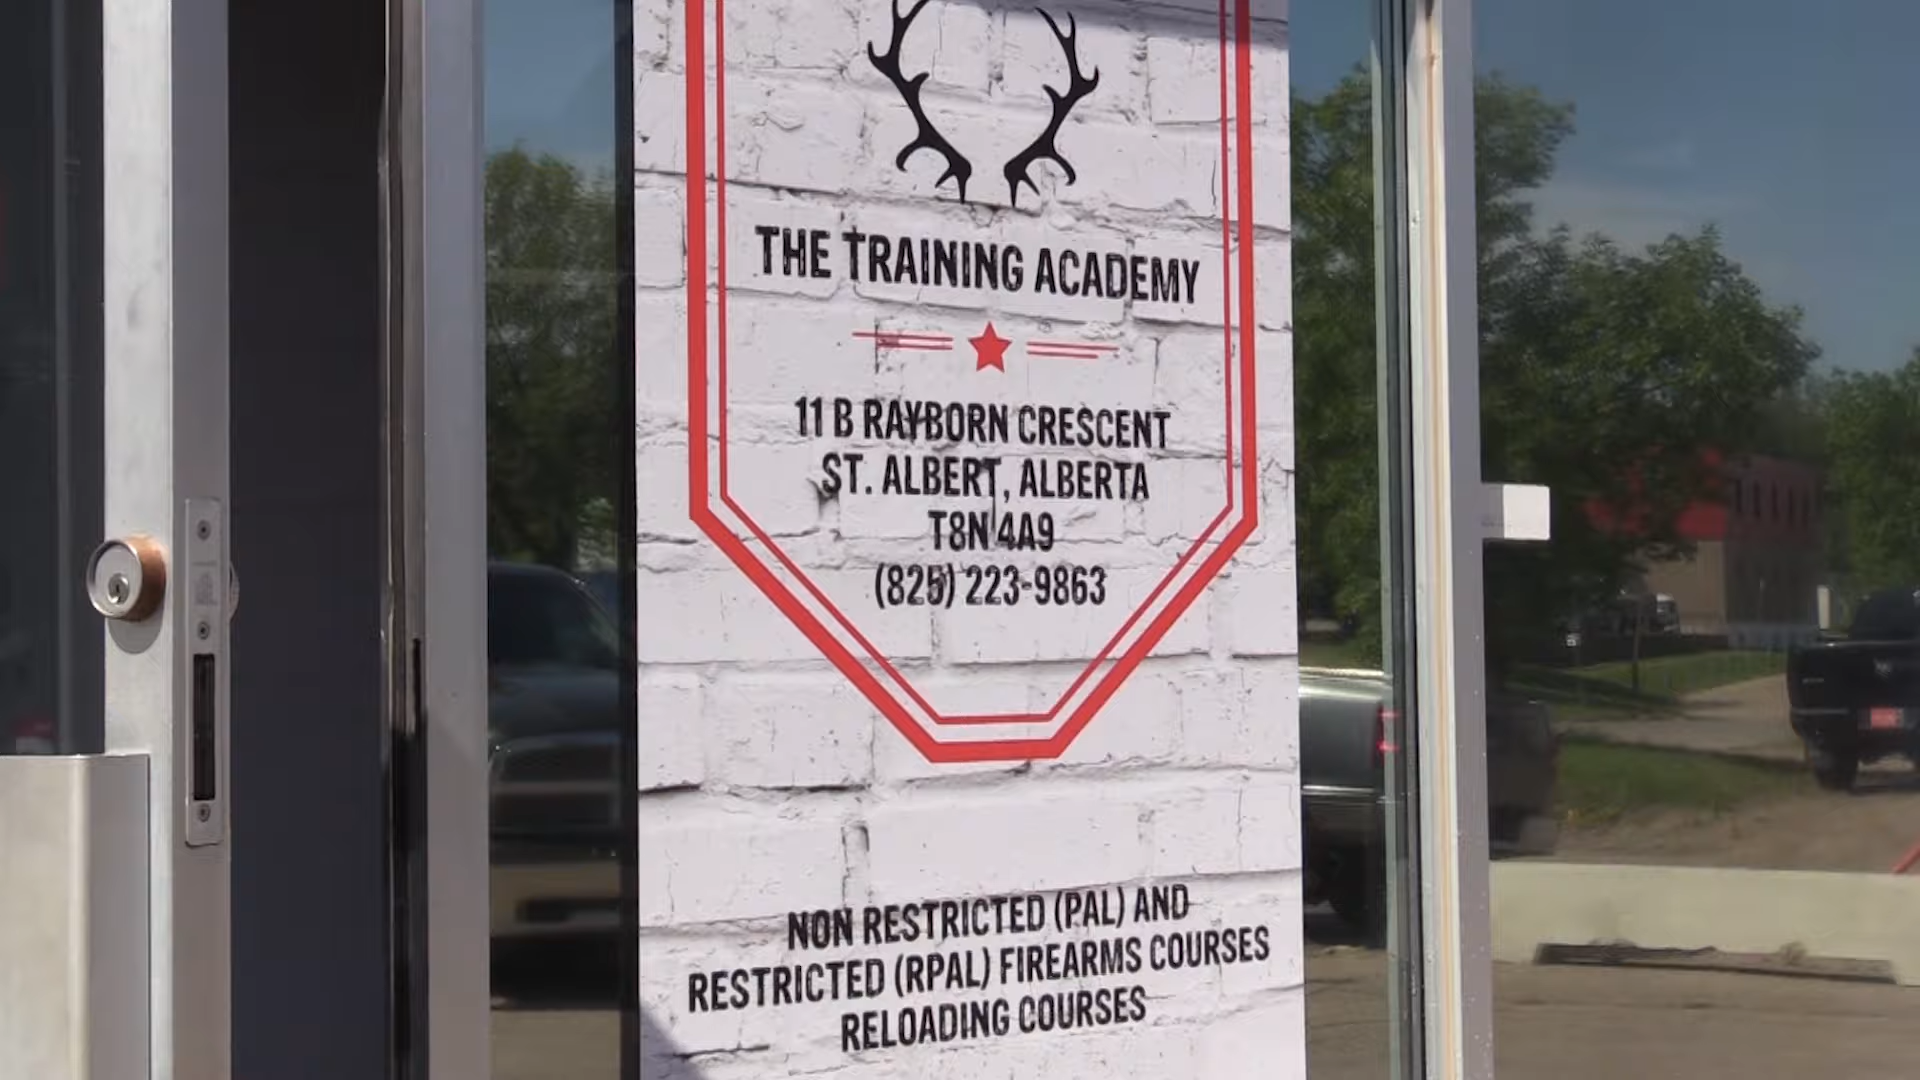 THE TRAINING ACADEMY
11 B RAYBORN CRESCENT
ST. ALBERT, ALBERTA
T8N 4A9
(825) 223-9863
NON RESTRICTED (PAL) AND
RESTRICTED (RPAL) FIREARMS COURSES
RELOADING COURSES